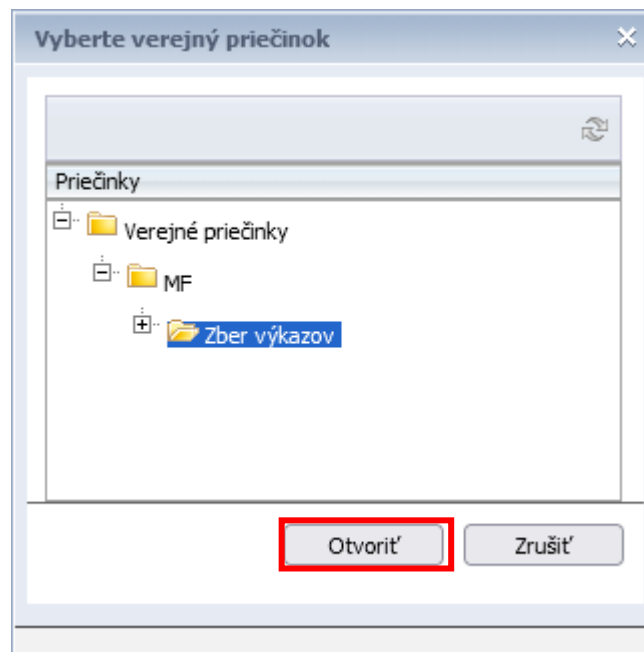 Vyberte verejný priečinok
Priečinky
Verejné priečinky
MF
Zber výkazov
Otvoriť Zrušiť